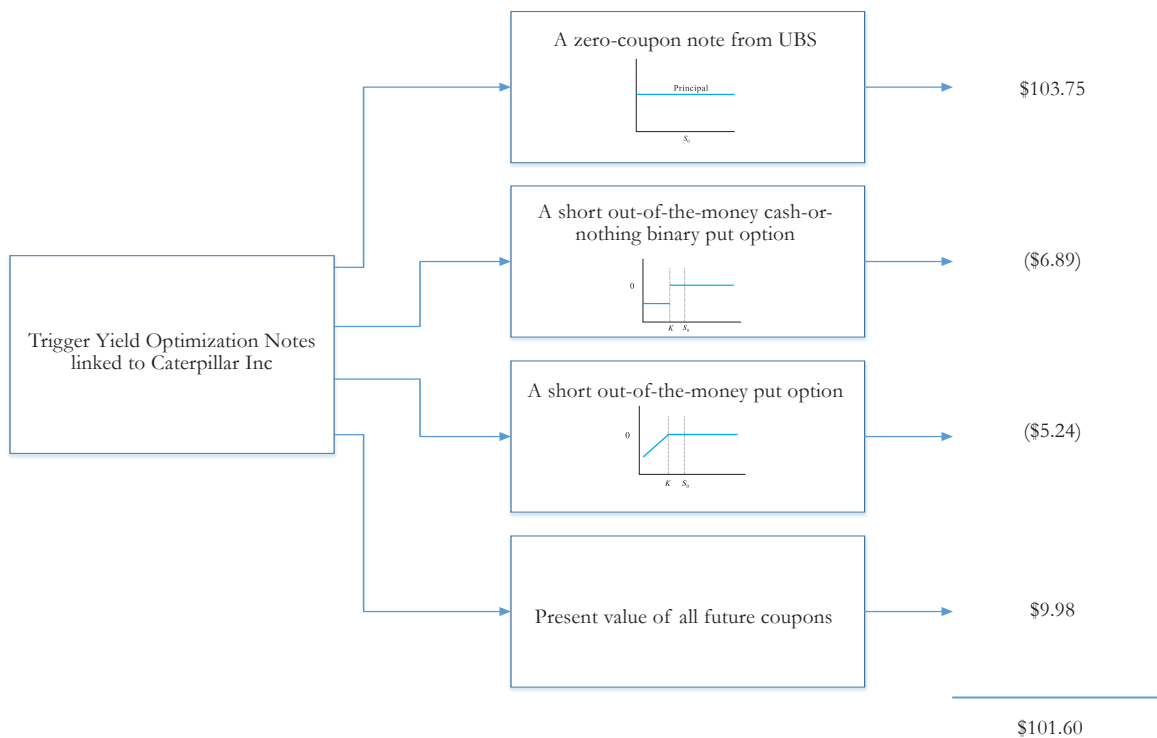 A zero-coupon note from UBS
Principal
S0
$103.75
A short out-of-the-money cash-or-
nothing binary put option
0
K S0
($6.89)
Trigger Yield Optimization Notes
linked to Caterpillar Inc
A short out-of-the-money put option
0
K S0
($5.24)
Present value of all future coupons
$9.98
$101.60